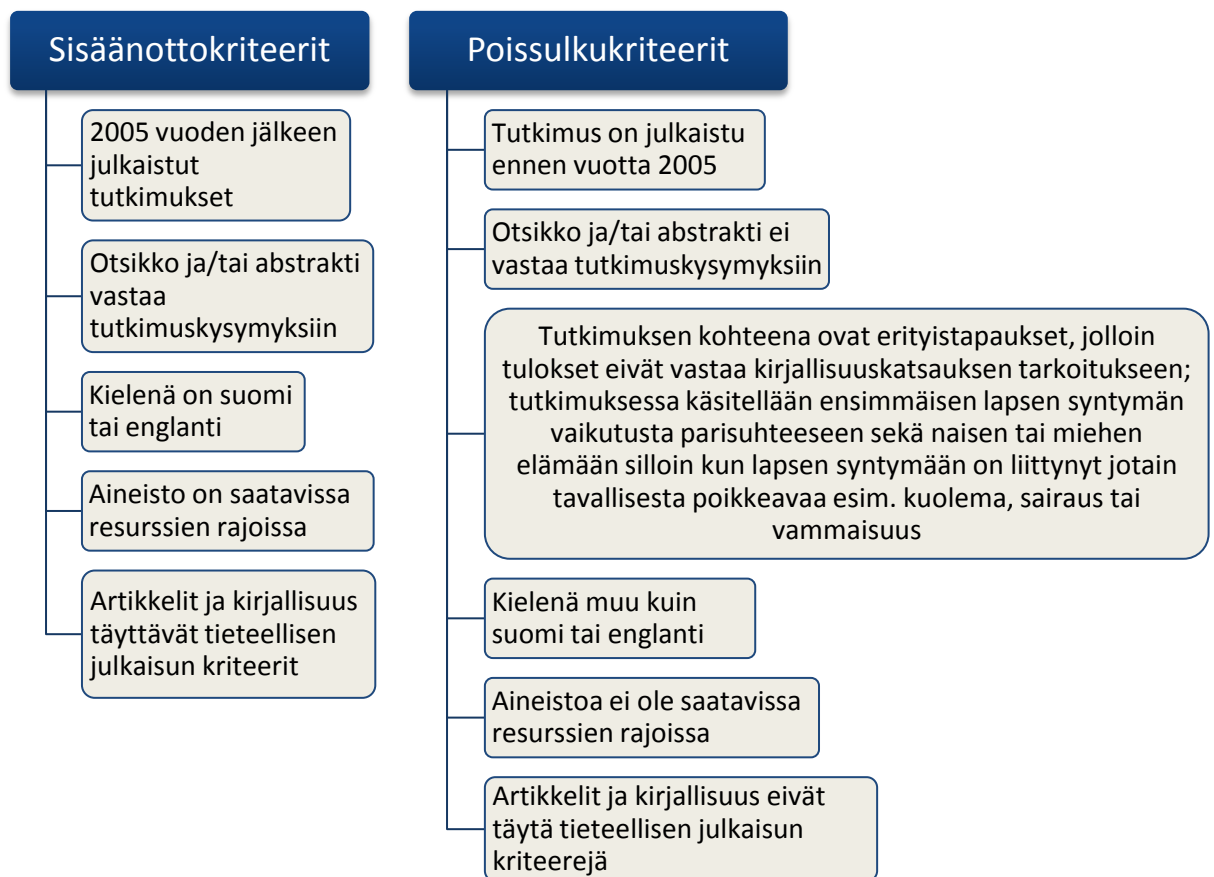 Sisäänottokriteerit
2005 vuoden jälkeen
julkaistut
tutkimukset
Otsikko ja/tai abstrakti
vastaa
tutkimuskysymyksiin
Kielenä on suomi
tai englanti
Aineisto on saatavissa
resurssien rajoissa
Artikkelit ja kirjallisuus
täyttävät tieteellisen
julkaisun kriteerit
Poissulkukriteerit
Tutkimus on julkaistu
ennen vuotta 2005
Otsikko ja/tai abstrakti ei
vastaa tutkimuskysymyksiin
Tutkimuksen kohteena ovat erityistapaukset, jolloin
tulokset eivät vastaa kirjallisuuskatsauksen tarkoitukseen;
tutkimuksessa käsitellään ensimmäisen lapsen syntymän
vaikutusta parisuhteeseen sekä naisen tai miehen
elämään silloin kun lapsen syntymään on liittynyt jotain
tavallisesta poikkeavaa esim. kuolema, sairaus tai
vammaisuus
Kielenä muu kuin
suomi tai englanti
Aineistoa ei ole saatavissa
resurssien rajoissa
Artikkelit ja kirjallisuus eivät
täytä tieteellisen julkaisun
kriteerejä